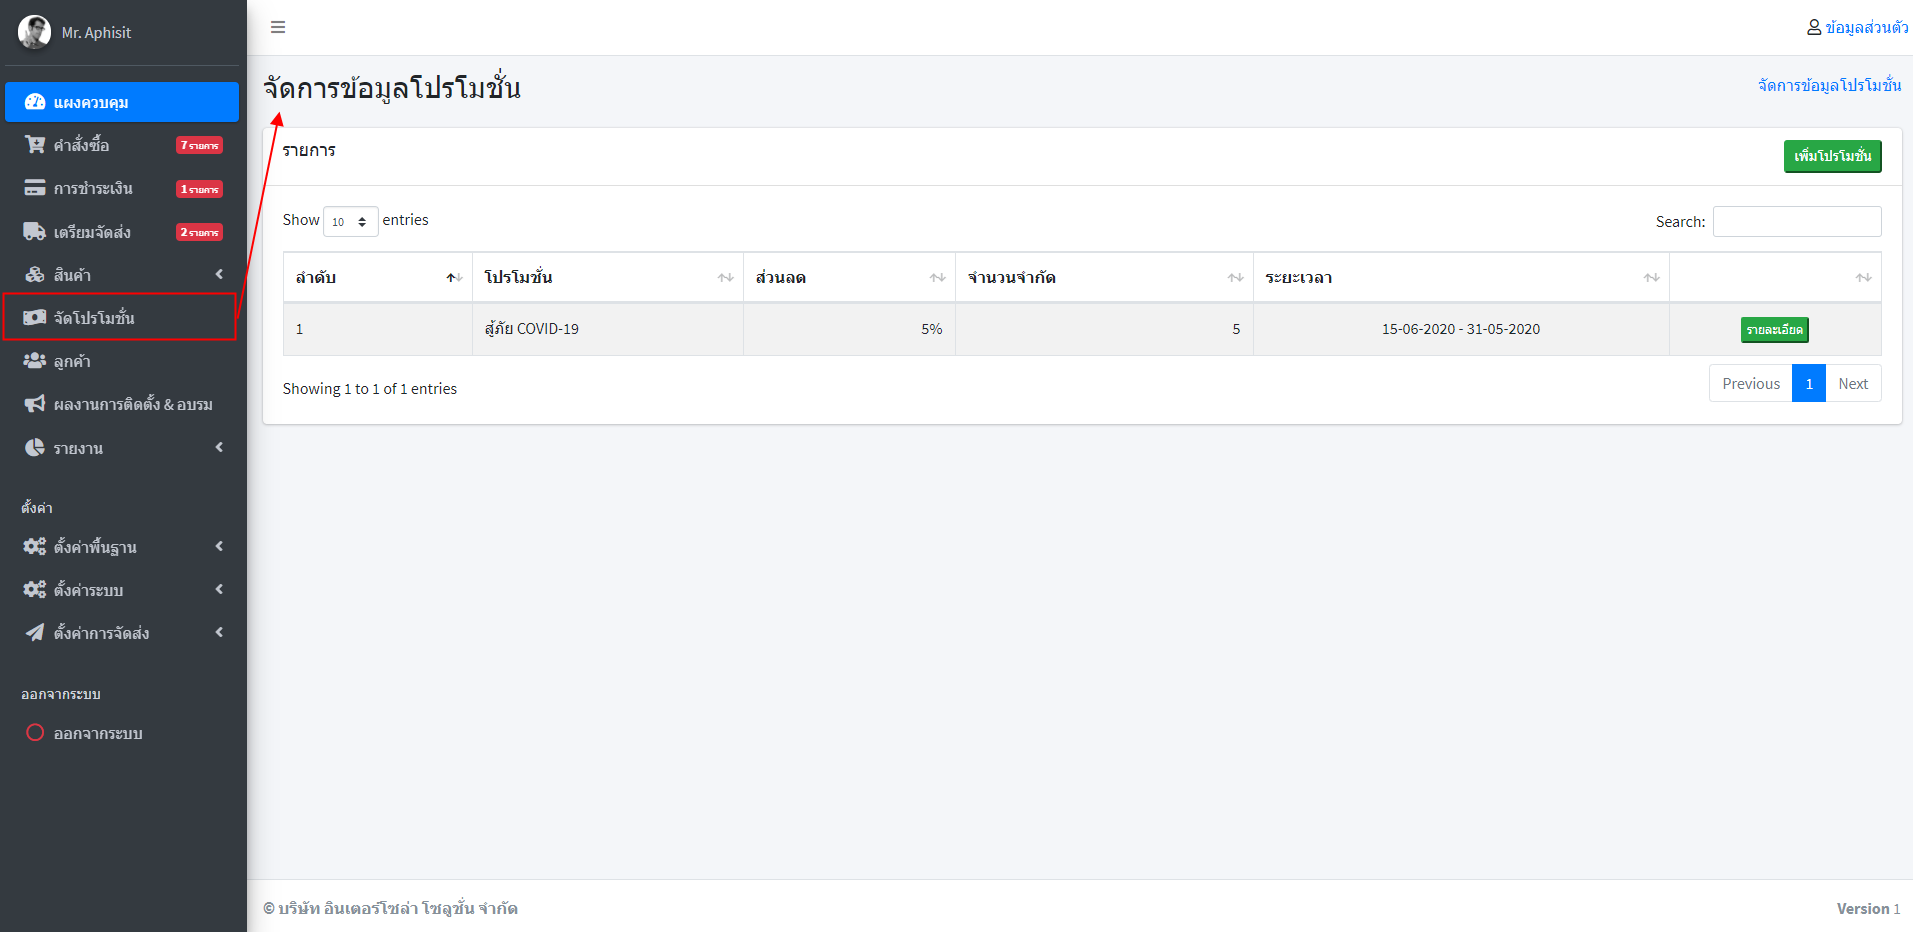 Mr. Aphisit
ข้อมูลส่วนตัว
แผงควบคุม
คำสั่งซื้อ 7 รายการ
การชำระเงิน 1 รายการ
เตรียมจัดส่ง 2 รายการ
สินค้า
จัดโปรโมชั่น
ลูกค้า
ผลงานการติดตั้ง & อบรม
รายงาน
ตั้งค่า
ตั้งค่าพื้นฐาน
ตั้งค่าระบบ
ตั้งค่าการจัดส่ง
ออกจากระบบ
ออกจากระบบ
จัดการข้อมูลโปรโมชั่น
จัดการข้อมูลโปรโมชั่น
รายการ
เพิ่มโปรโมชั่น
Show 10 entries
Search:
ลำดับ โปรโมชั่น ส่วนลด จำนวนจำกัด ระยะเวลา
1 สู้ภัย COVID-19 5% 5 15-06-2020 - 31-05-2020 รายละเอียด
Showing 1 to 1 of 1 entries
Previous 1 Next
© บริษัท อินเตอร์โซล่า โซลูชั่น จำกัด
Version 1